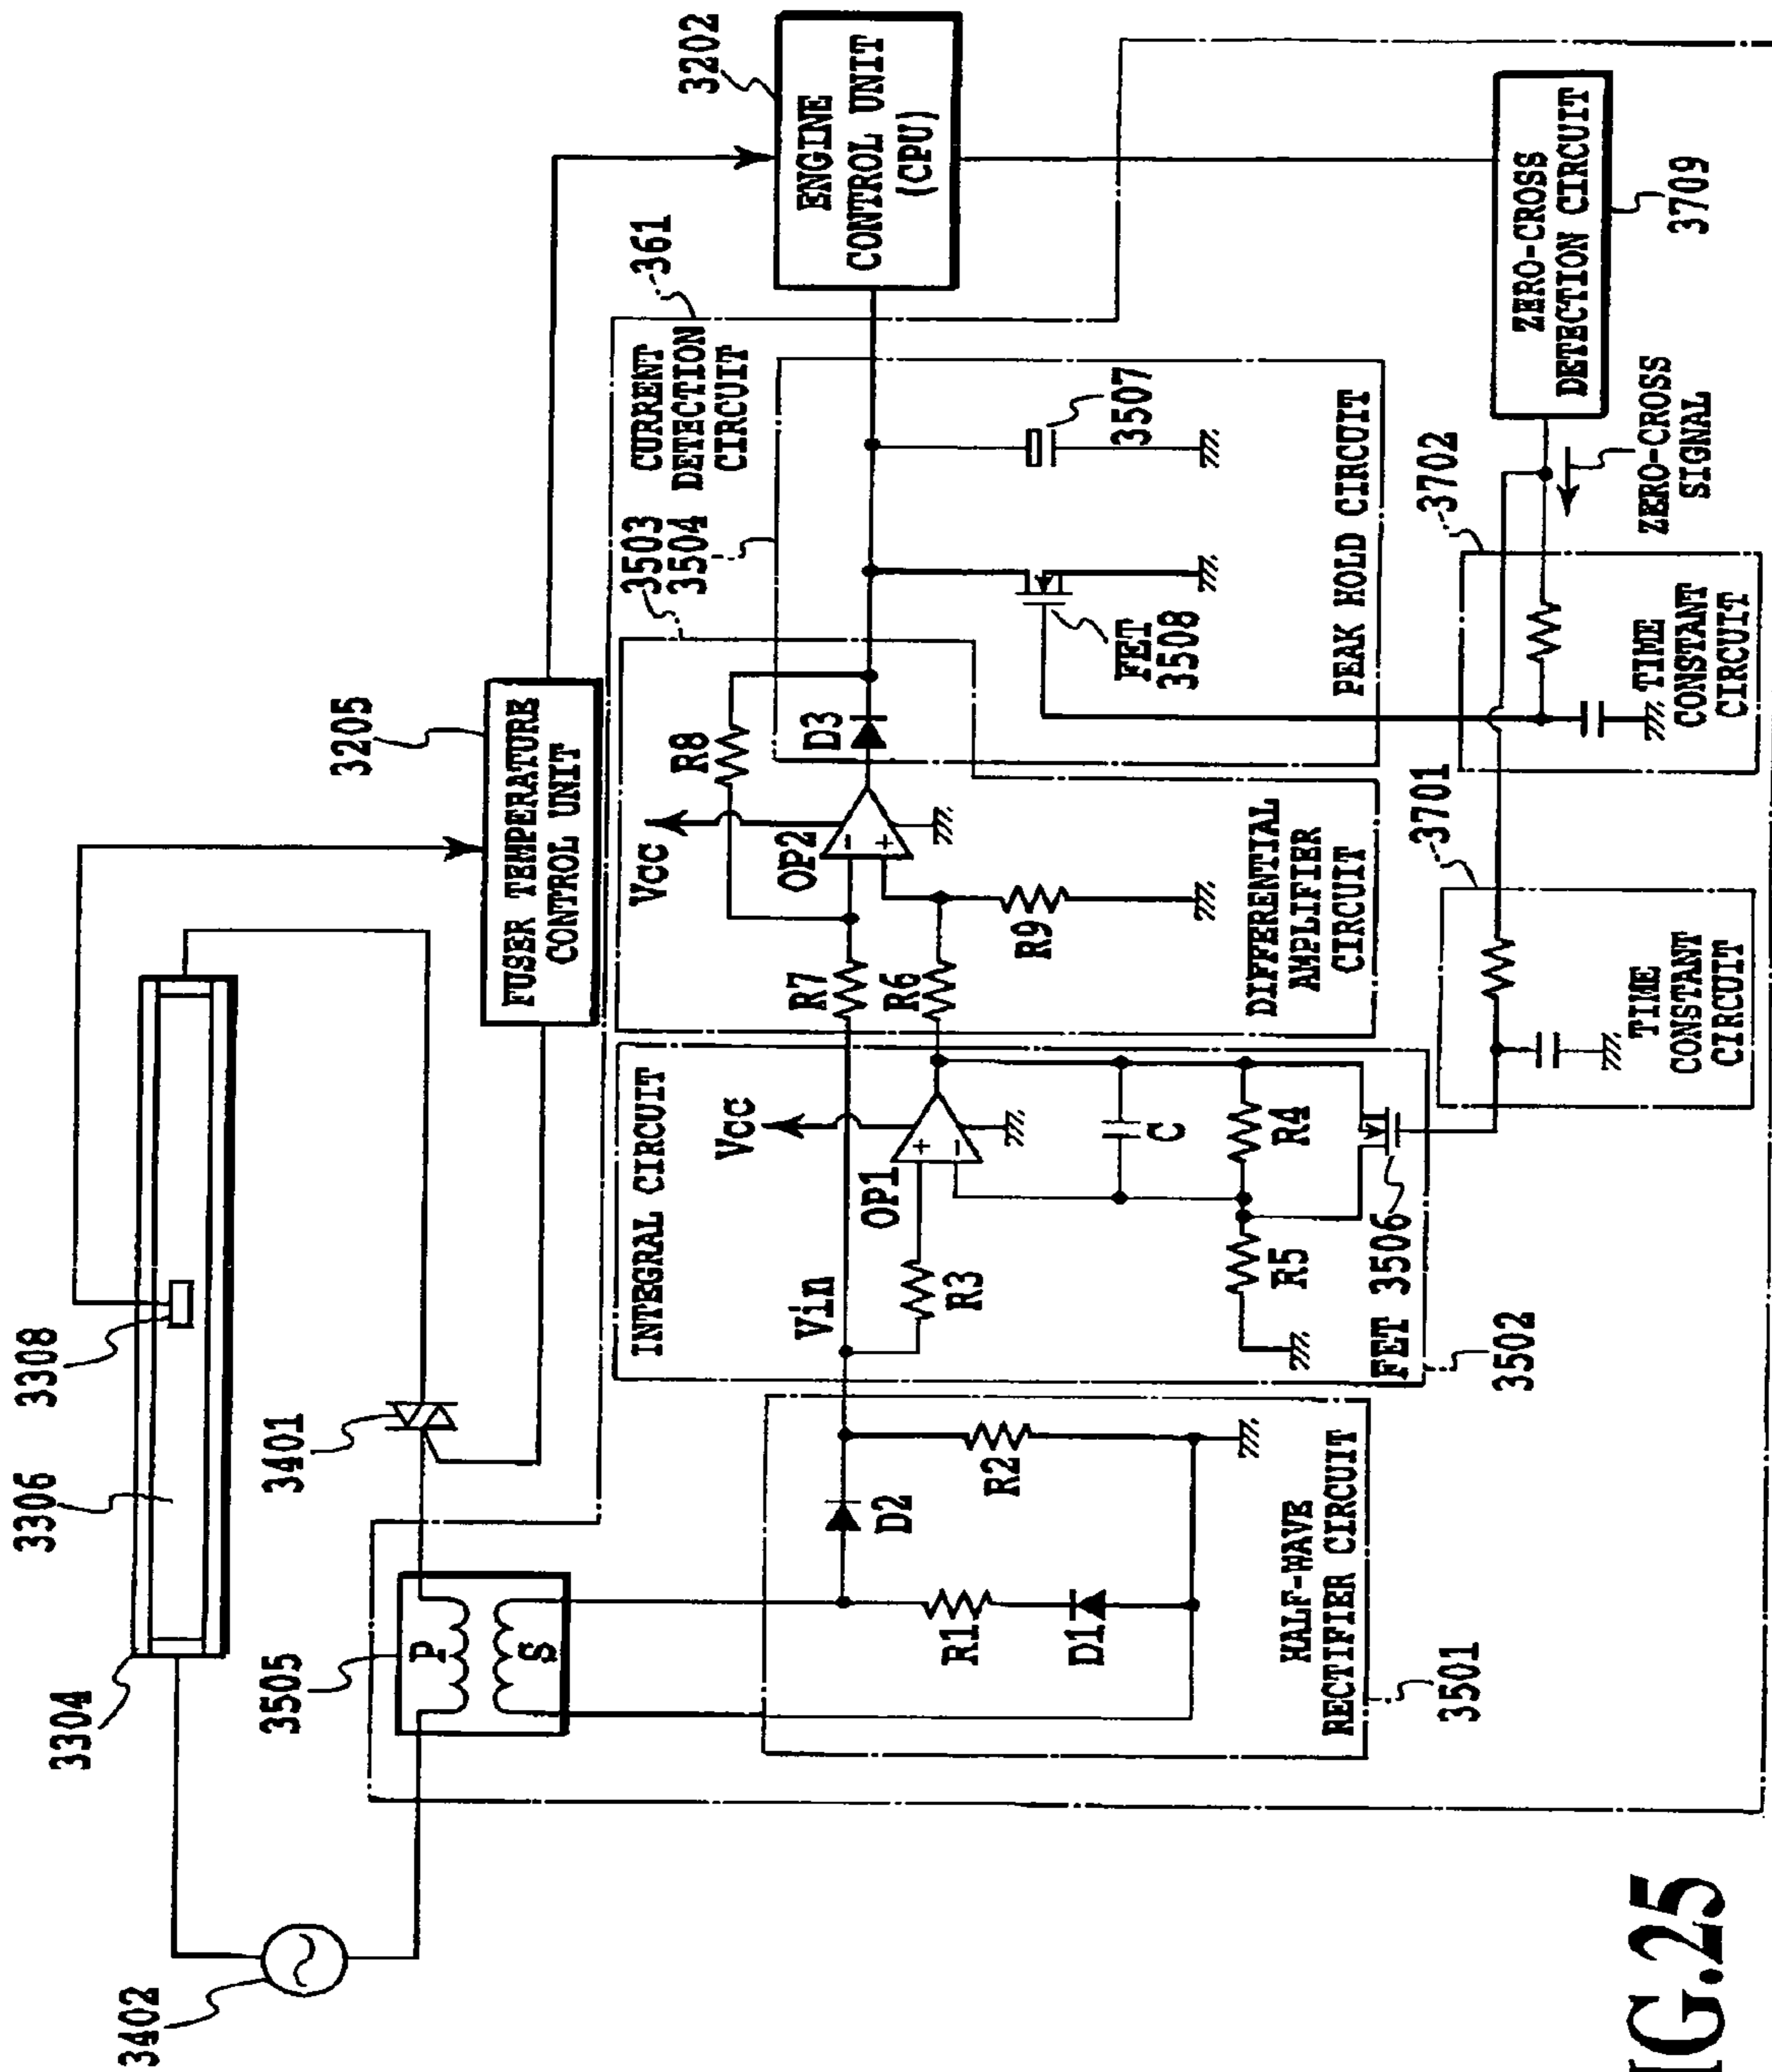 3402
3304
3306
3308
3505
3401
P
S
3205
FUSER TEMPERATURE
CONTROL UNIT
3202
ENGINE
CONTROL UNIT
(CPU)
361
CURRENT
DETECTION
CIRCUIT
3503
3504
INTEGRAL CIRCUIT
Vin
R3
OP1
+
-
Vcc
C
R4
R5
FET 3506
3502
R7
R6
R8
R9
OP2
-
+
Vcc
DIFFERENTIAL
AMPLIFIER
CIRCUIT
D3
FET
3508
3507
PEAK HOLD CIRCUIT
D2
R2
R1
D1
HALF-WAVE
RECTIFIER CIRCUIT
3501
3701
TIME
CONSTANT
CIRCUIT
3702
TIME
CONSTANT
CIRCUIT
ZERO-CROSS
SIGNAL
ZERO-CROSS
DETECTION CIRCUIT
3709
IG.25